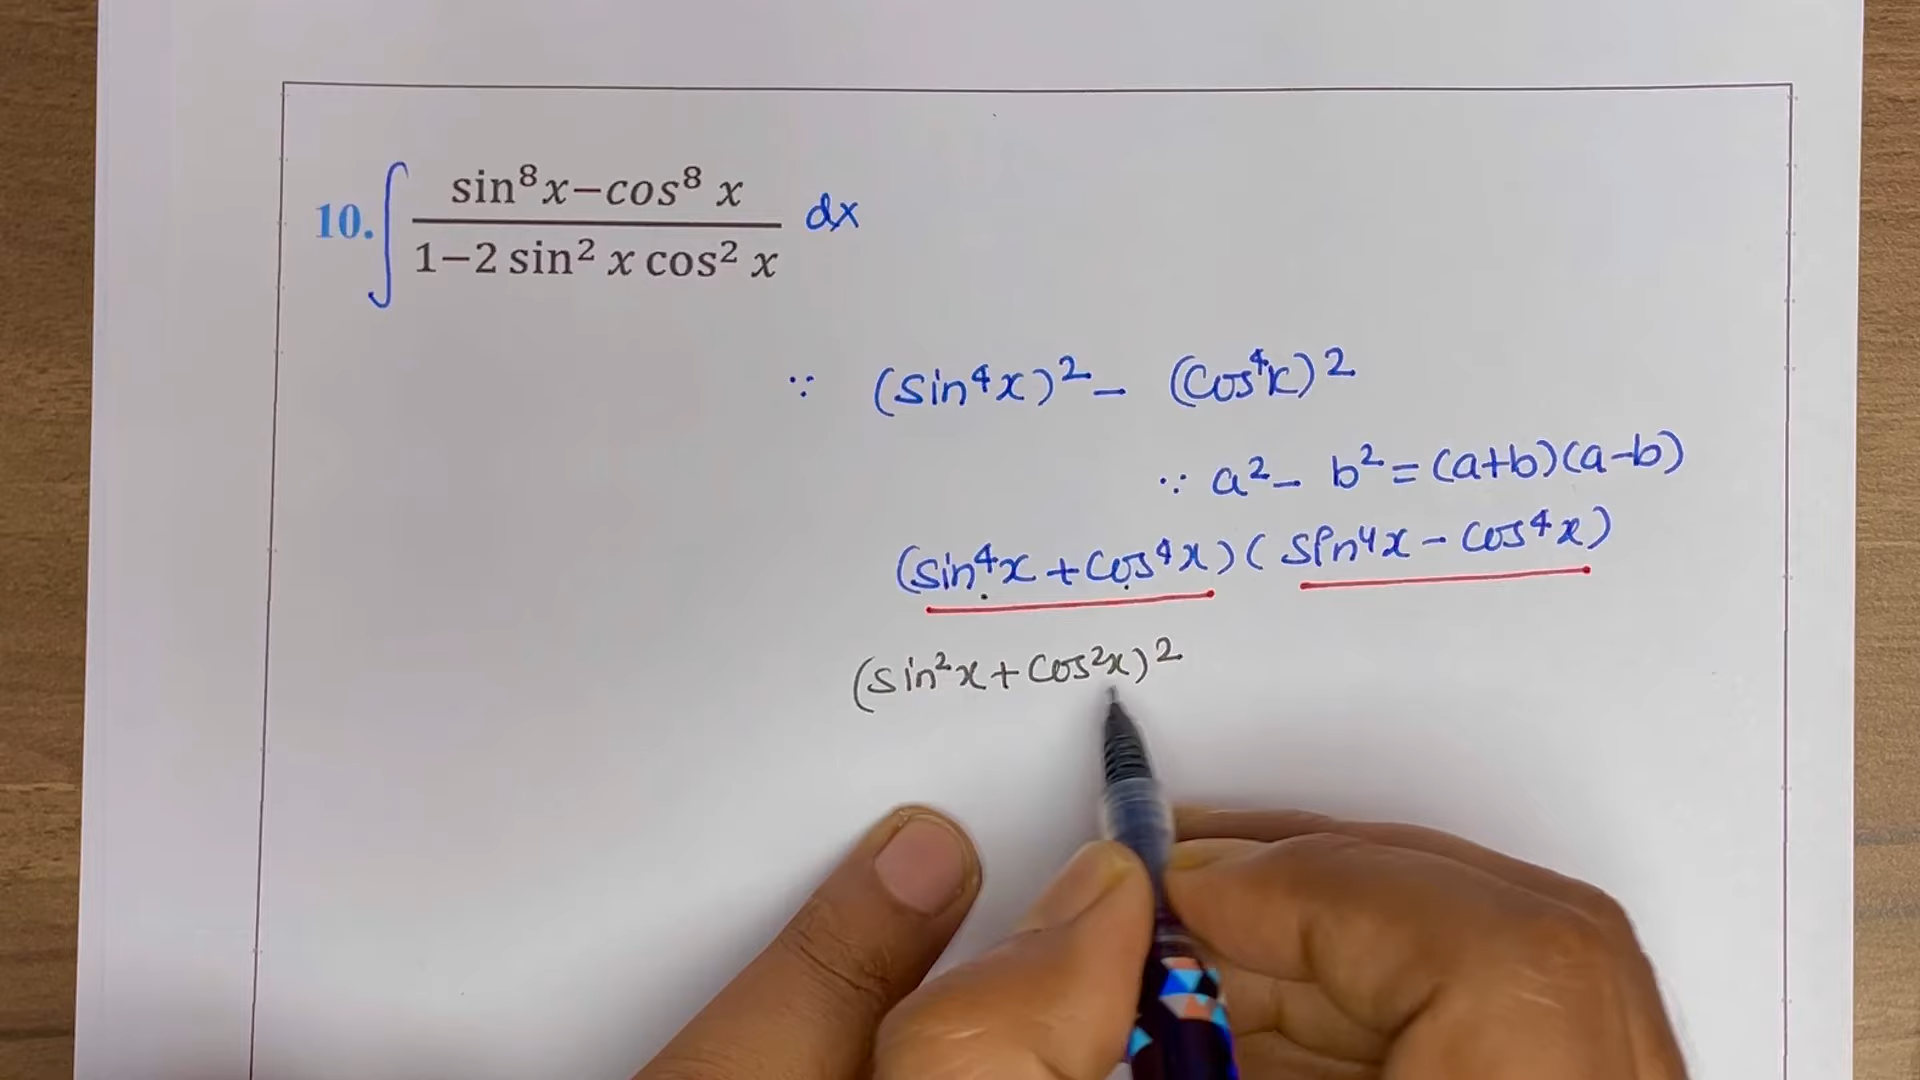 10. ∫ sin⁸x−cos⁸ x dx
1−2 sin² x cos² x
∵ (sin⁴x)² − (cos⁴x)²
∵ a² − b² = (a+b)(a-b)
(sin⁴x + cos⁴x) ( sin⁴x − cos⁴x)
(sin²x + cos²x)²